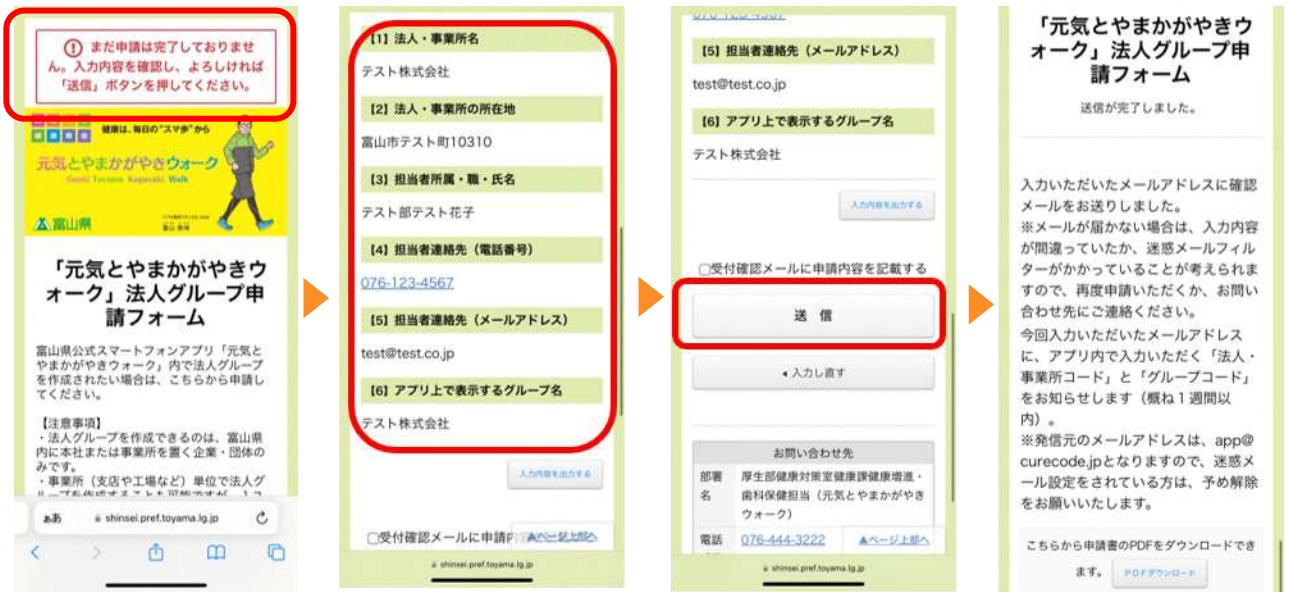 まだ申請は完了しておりませ
ん。入力内容を確認し、よろしければ
「送信」ボタンを押してください。
健康は、毎日の"スマ歩"から
元気とやまかがやきウォーク
Genki Toyama Kagayaki Walk
富山県
「元気とやまかがやきウ
ォーク」法人グループ申
請フォーム
富山県公式スマートフォンアプリ「元気と
やまかがやきウォーク」内で法人グループ
を作成されたい場合は、こちらから申請し
てください。
【注意事項】
・法人グループを作成できるのは、富山県
内に本社または事業所を置く企業・団体の
みです。
・事業所（支店や工場など）単位で法人グ
ループを作成することも可能ですが、1コ
ぁあ
shinsei.pref.toyama.lg.jp
【1】法人・事業所名
テスト株式会社
【2】法人・事業所の所在地
富山市テスト町10310
【3】担当者所属・職・氏名
テスト部テスト花子
【4】担当者連絡先（電話番号）
076-123-4567
【5】担当者連絡先（メールアドレス）
test@test.co.jp
【6】アプリ上で表示するグループ名
テスト株式会社
入力内容を出力する
受付確認メールに申請内
▲ページ上部へ
shinsei.pref.toyama.lg.jp
076-123-4567
【5】担当者連絡先（メールアドレス）
test@test.co.jp
【6】アプリ上で表示するグループ名
テスト株式会社
入力内容を出力する
受付確認メールに申請内容を記載する
送 信
入力し直す
お問い合わせ先
部署名 厚生部健康対策室健康課健康増進・
歯科保健担当（元気とやまかがやき
ウォーク）
電話 076-444-3222
▲ページ上部へ
shinsei.pref.toyama.lg.jp
「元気とやまかがやきウ
ォーク」法人グループ申
請フォーム
送信が完了しました。
入力いただいたメールアドレスに確認
メールをお送りしました。
※メールが届かない場合は、入力内容
が間違っていたか、迷惑メールフィル
ターがかかっていることが考えられま
すので、再度申請いただくか、お問い
合わせ先にご連絡ください。
今回入力いただいたメールアドレス
に、アプリ内で入力いただく「法人・
事業所コード」と「グループコード」
をお知らせします（概ね１週間以
内）。
※発信元のメールアドレスは、app@
curecode.jpとなりますので、迷惑メ
ール設定をされている方は、予め解除
をお願いいたします。
こちらから申請書のPDFをダウンロードでき
ます。 PDFダウンロード